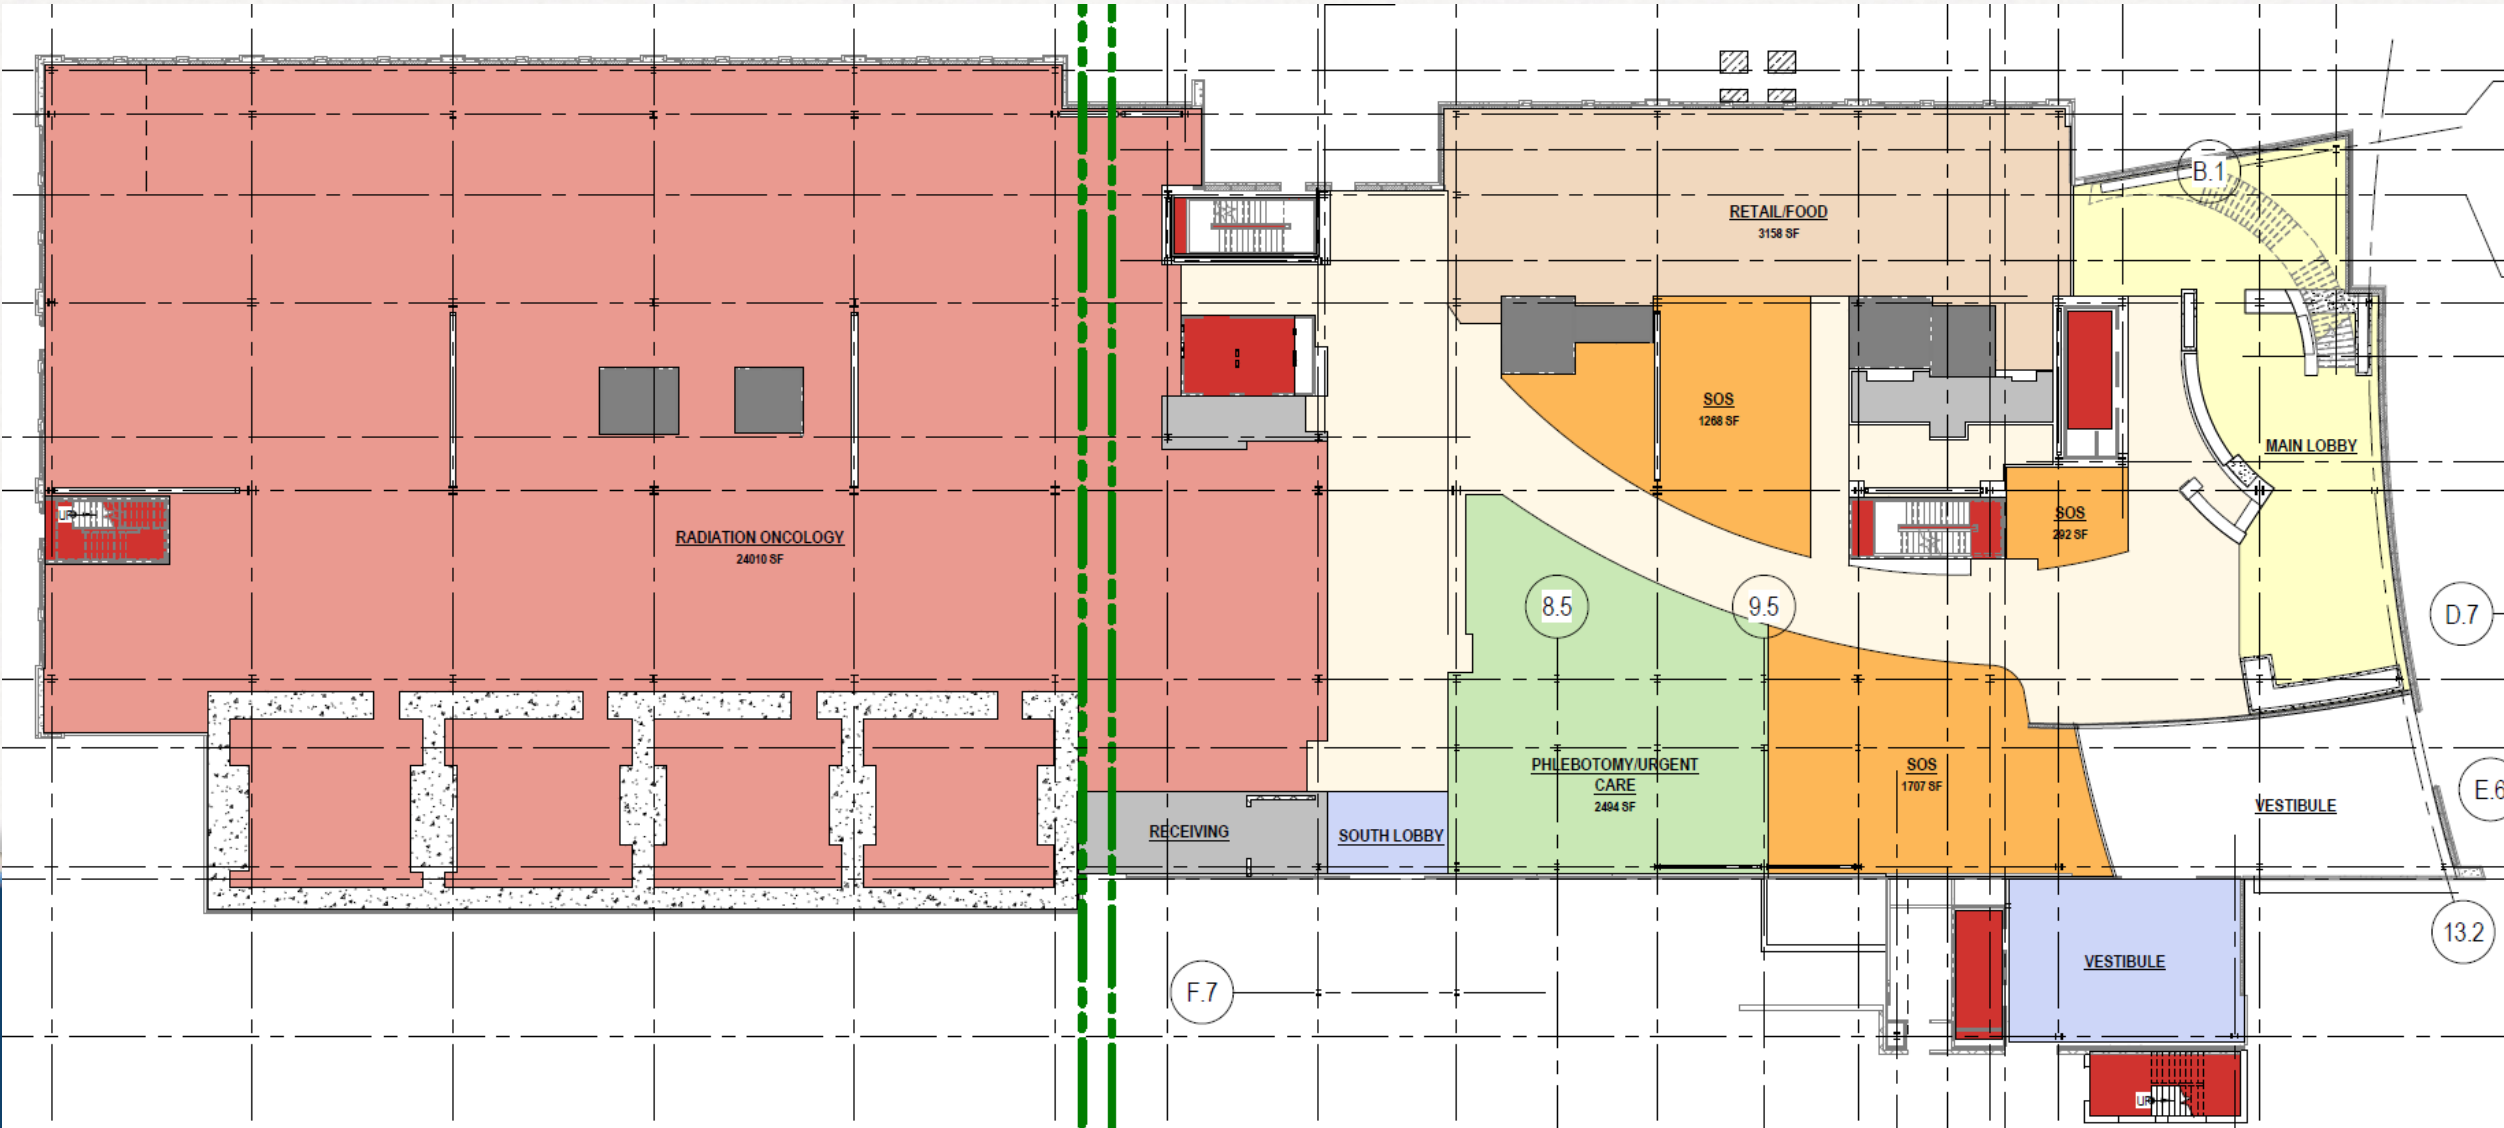 B.1
RETAIL/FOOD
3158 SF
SOS
1268 SF
MAIN LOBBY
UP
SOS
292 SF
RADIATION ONCOLOGY
24010 SF
8.5
9.5
D.7
PHLEBOTOMY/URGENT
CARE
2494 SF
SOS
1707 SF
E.6
VESTIBULE
RECEIVING
SOUTH LOBBY
13.2
VESTIBULE
F.7
UP